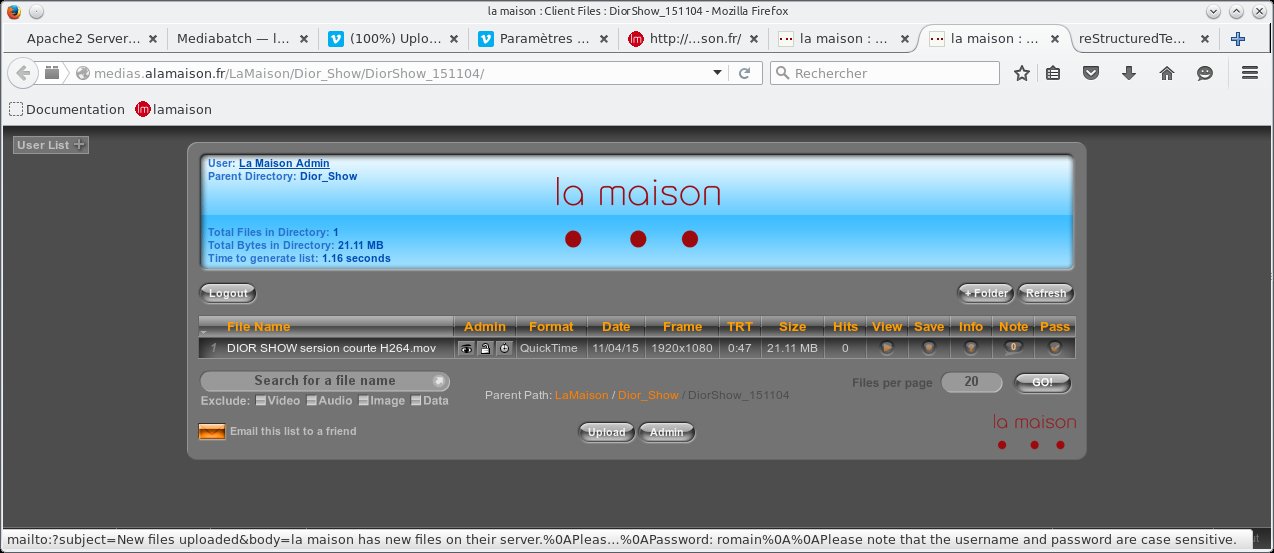 la maison : Client Files : DiorShow_151104 - Mozilla Firefox
Apache2 Server... Mediabatch — l... (100%) Uplo... Paramètres ... http://...son.fr/ la maison : ... la maison : ... reStructuredTe...
medias.alamaison.fr/LaMaison/Dior_Show/DiorShow_151104/ Rechercher
Documentation lm lamaison
User List +
User: La Maison Admin
Parent Directory: Dior_Show
la maison
Total Files in Directory: 1
Total Bytes in Directory: 21.11 MB
Time to generate list: 1.16 seconds
Logout + Folder Refresh
File Name Admin Format Date Frame TRT Size Hits View Save Info Note Pass
1 DIOR SHOW sersion courte H264.mov QuickTime 11/04/15 1920x1080 0:47 21.11 MB 0 0
Search for a file name Files per page 20 GO!
Parent Path: LaMaison / Dior_Show / DiorShow_151104
Exclude: Video Audio Image Data
Email this list to a friend Upload Admin la maison
mailto:?subject=New files uploaded&body=la maison has new files on their server.%0APleas...%0APassword: romain%0A%0APlease note that the username and password are case sensitive.